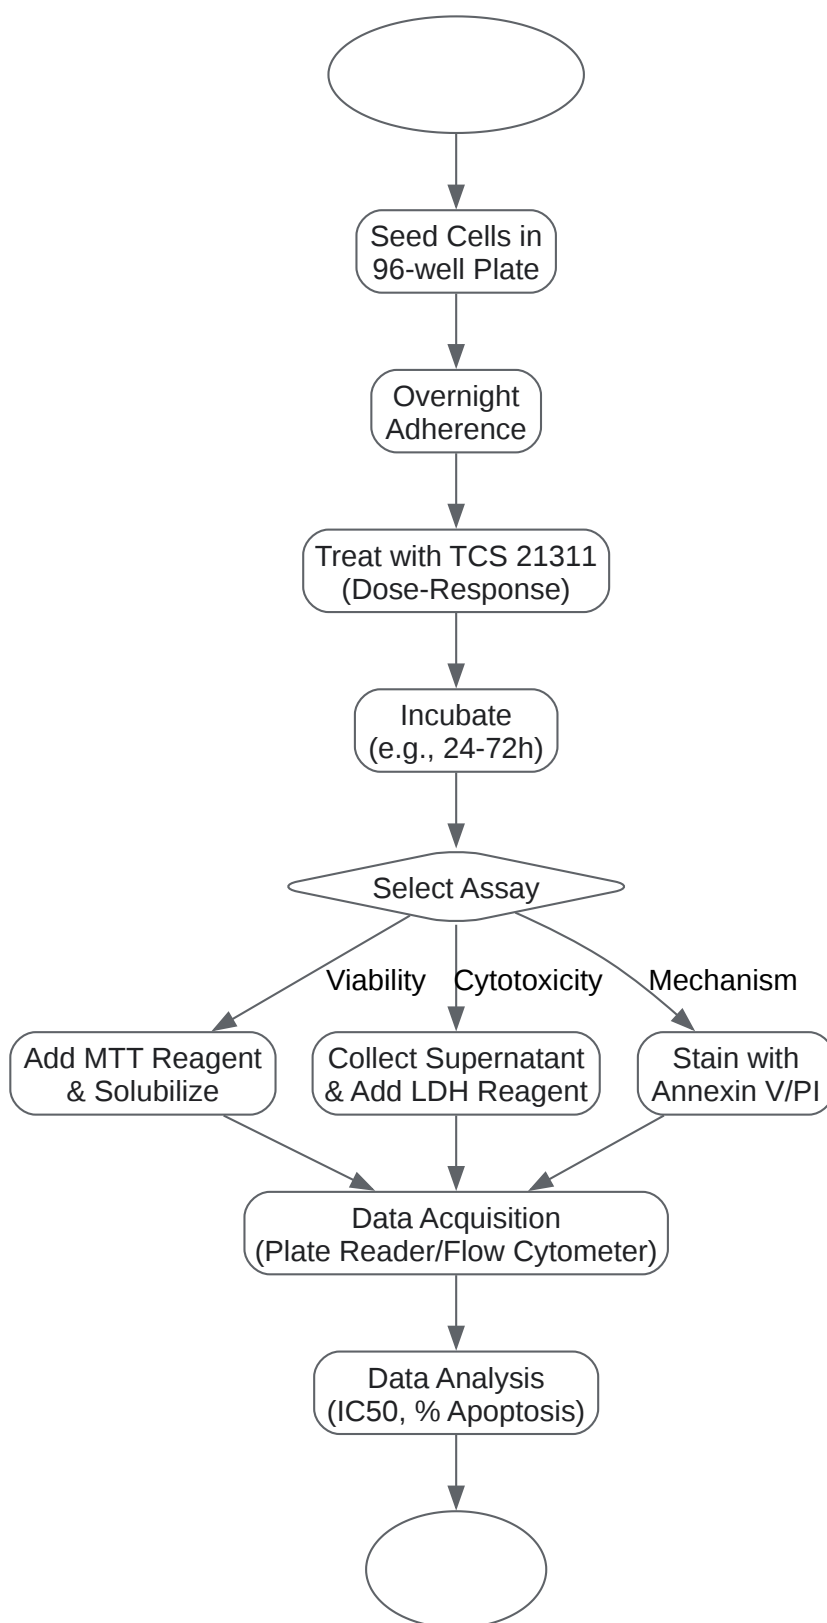 Seed Cells in
96-well Plate
Overnight
Adherence
Treat with TCS 21311
(Dose-Response)
Incubate
(e.g., 24-72h)
Select Assay
Viability
Cytotoxicity
Mechanism
Add MTT Reagent
& Solubilize
Collect Supernatant
& Add LDH Reagent
Stain with
Annexin V/PI
Data Acquisition
(Plate Reader/Flow Cytometer)
Data Analysis
(IC50, % Apoptosis)